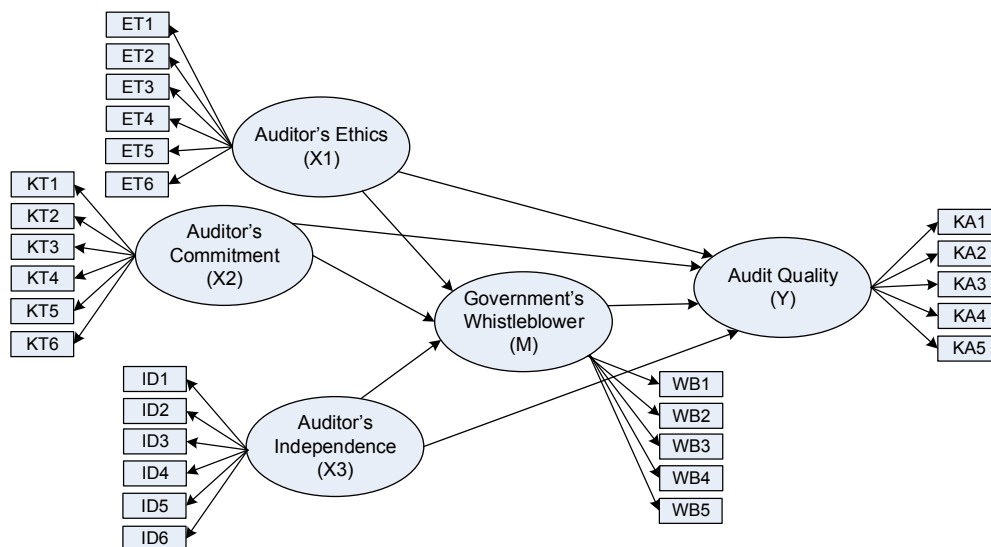 ET1
ET2
ET3
ET4
ET5
ET6
Auditor's Ethics
(X1)
KT1
KT2
KT3
KT4
KT5
KT6
Auditor's
Commitment
(X2)
ID1
ID2
ID3
ID4
ID5
ID6
Auditor's
Independence
(X3)
Government's
Whistleblower
(M)
WB1
WB2
WB3
WB4
WB5
Audit Quality
(Y)
KA1
KA2
KA3
KA4
KA5